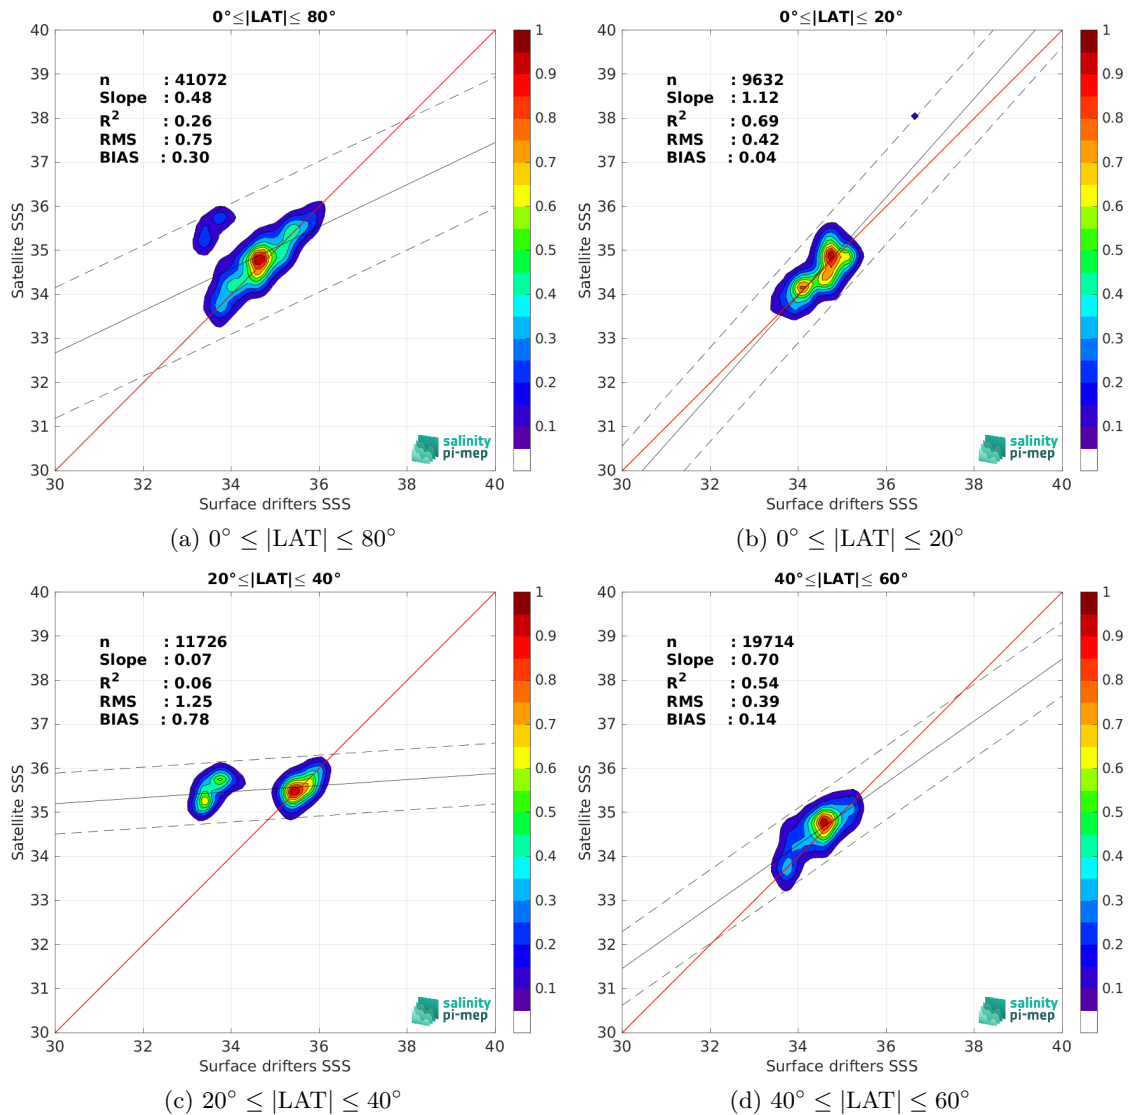 0°≤|LAT|≤ 80°
40
39
38
37
36
35
34
33
32
31
30
Satellite SSS
n : 41072
Slope : 0.48
R² : 0.26
RMS : 0.75
BIAS : 0.30
salinity
pi-mep
30 32 34 36 38 40
Surface drifters SSS
1
0.9
0.8
0.7
0.6
0.5
0.4
0.3
0.2
0.1
(a) 0° ≤ |LAT| ≤ 80°
0°≤|LAT|≤ 20°
40
39
38
37
36
35
34
33
32
31
30
Satellite SSS
n : 9632
Slope : 1.12
R² : 0.69
RMS : 0.42
BIAS : 0.04
salinity
pi-mep
30 32 34 36 38 40
Surface drifters SSS
1
0.9
0.8
0.7
0.6
0.5
0.4
0.3
0.2
0.1
(b) 0° ≤ |LAT| ≤ 20°
20°≤|LAT|≤ 40°
40
39
38
37
36
35
34
33
32
31
30
Satellite SSS
n : 11726
Slope : 0.07
R² : 0.06
RMS : 1.25
BIAS : 0.78
salinity
pi-mep
30 32 34 36 38 40
Surface drifters SSS
1
0.9
0.8
0.7
0.6
0.5
0.4
0.3
0.2
0.1
(c) 20° ≤ |LAT| ≤ 40°
40°≤|LAT|≤ 60°
40
39
38
37
36
35
34
33
32
31
30
Satellite SSS
n : 19714
Slope : 0.70
R² : 0.54
RMS : 0.39
BIAS : 0.14
salinity
pi-mep
30 32 34 36 38 40
Surface drifters SSS
1
0.9
0.8
0.7
0.6
0.5
0.4
0.3
0.2
0.1
(d) 40° ≤ |LAT| ≤ 60°